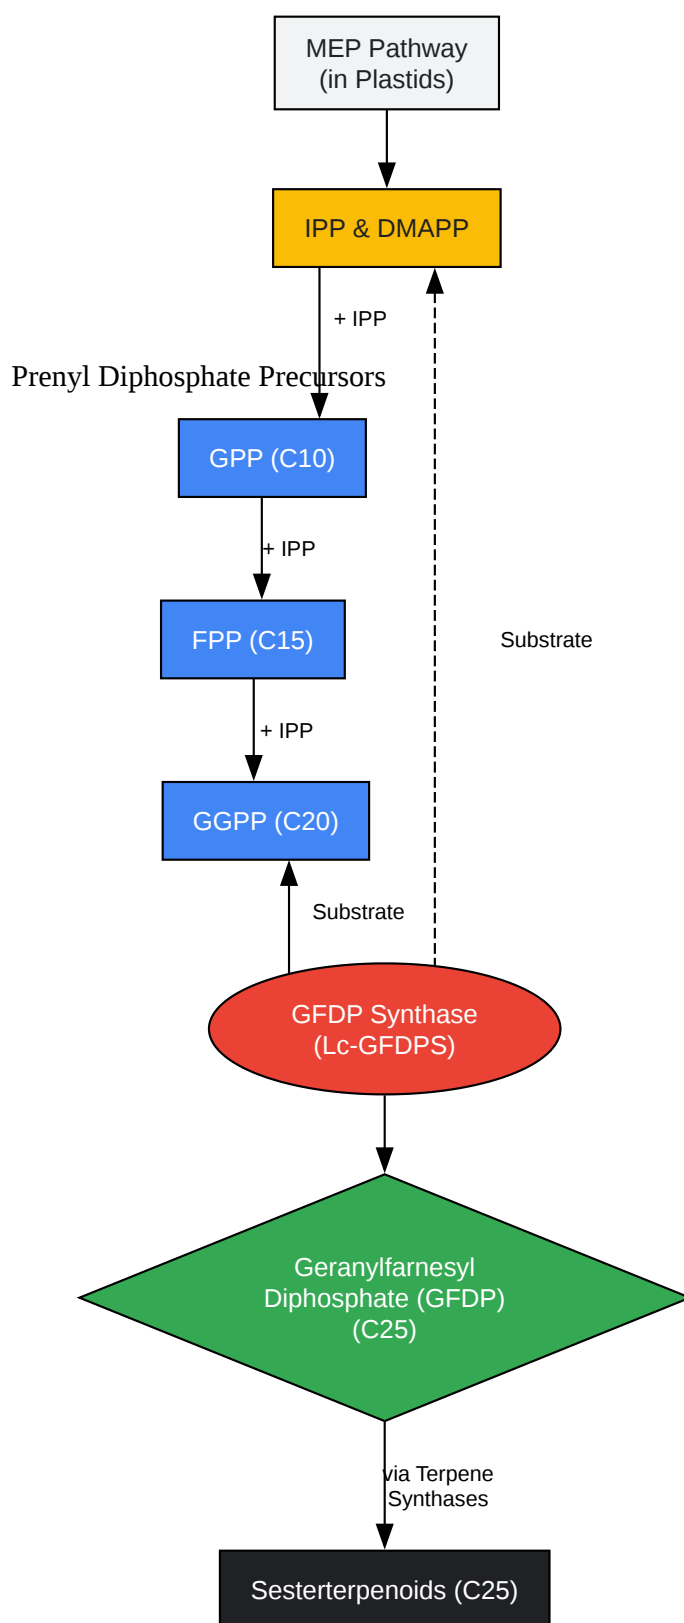 MEP Pathway
(in Plastids)
IPP & DMAPP
+ IPP
Prenyl Diphosphate Precursors
GPP (C10)
+ IPP
FPP (C15)
Substrate
+ IPP
GGPP (C20)
Substrate
GFDP Synthase
(Lc-GFDPS)
Geranylfarnesyl
Diphosphate (GFDP)
(C25)
via Terpene
Synthases
Sesterterpenoids (C25)